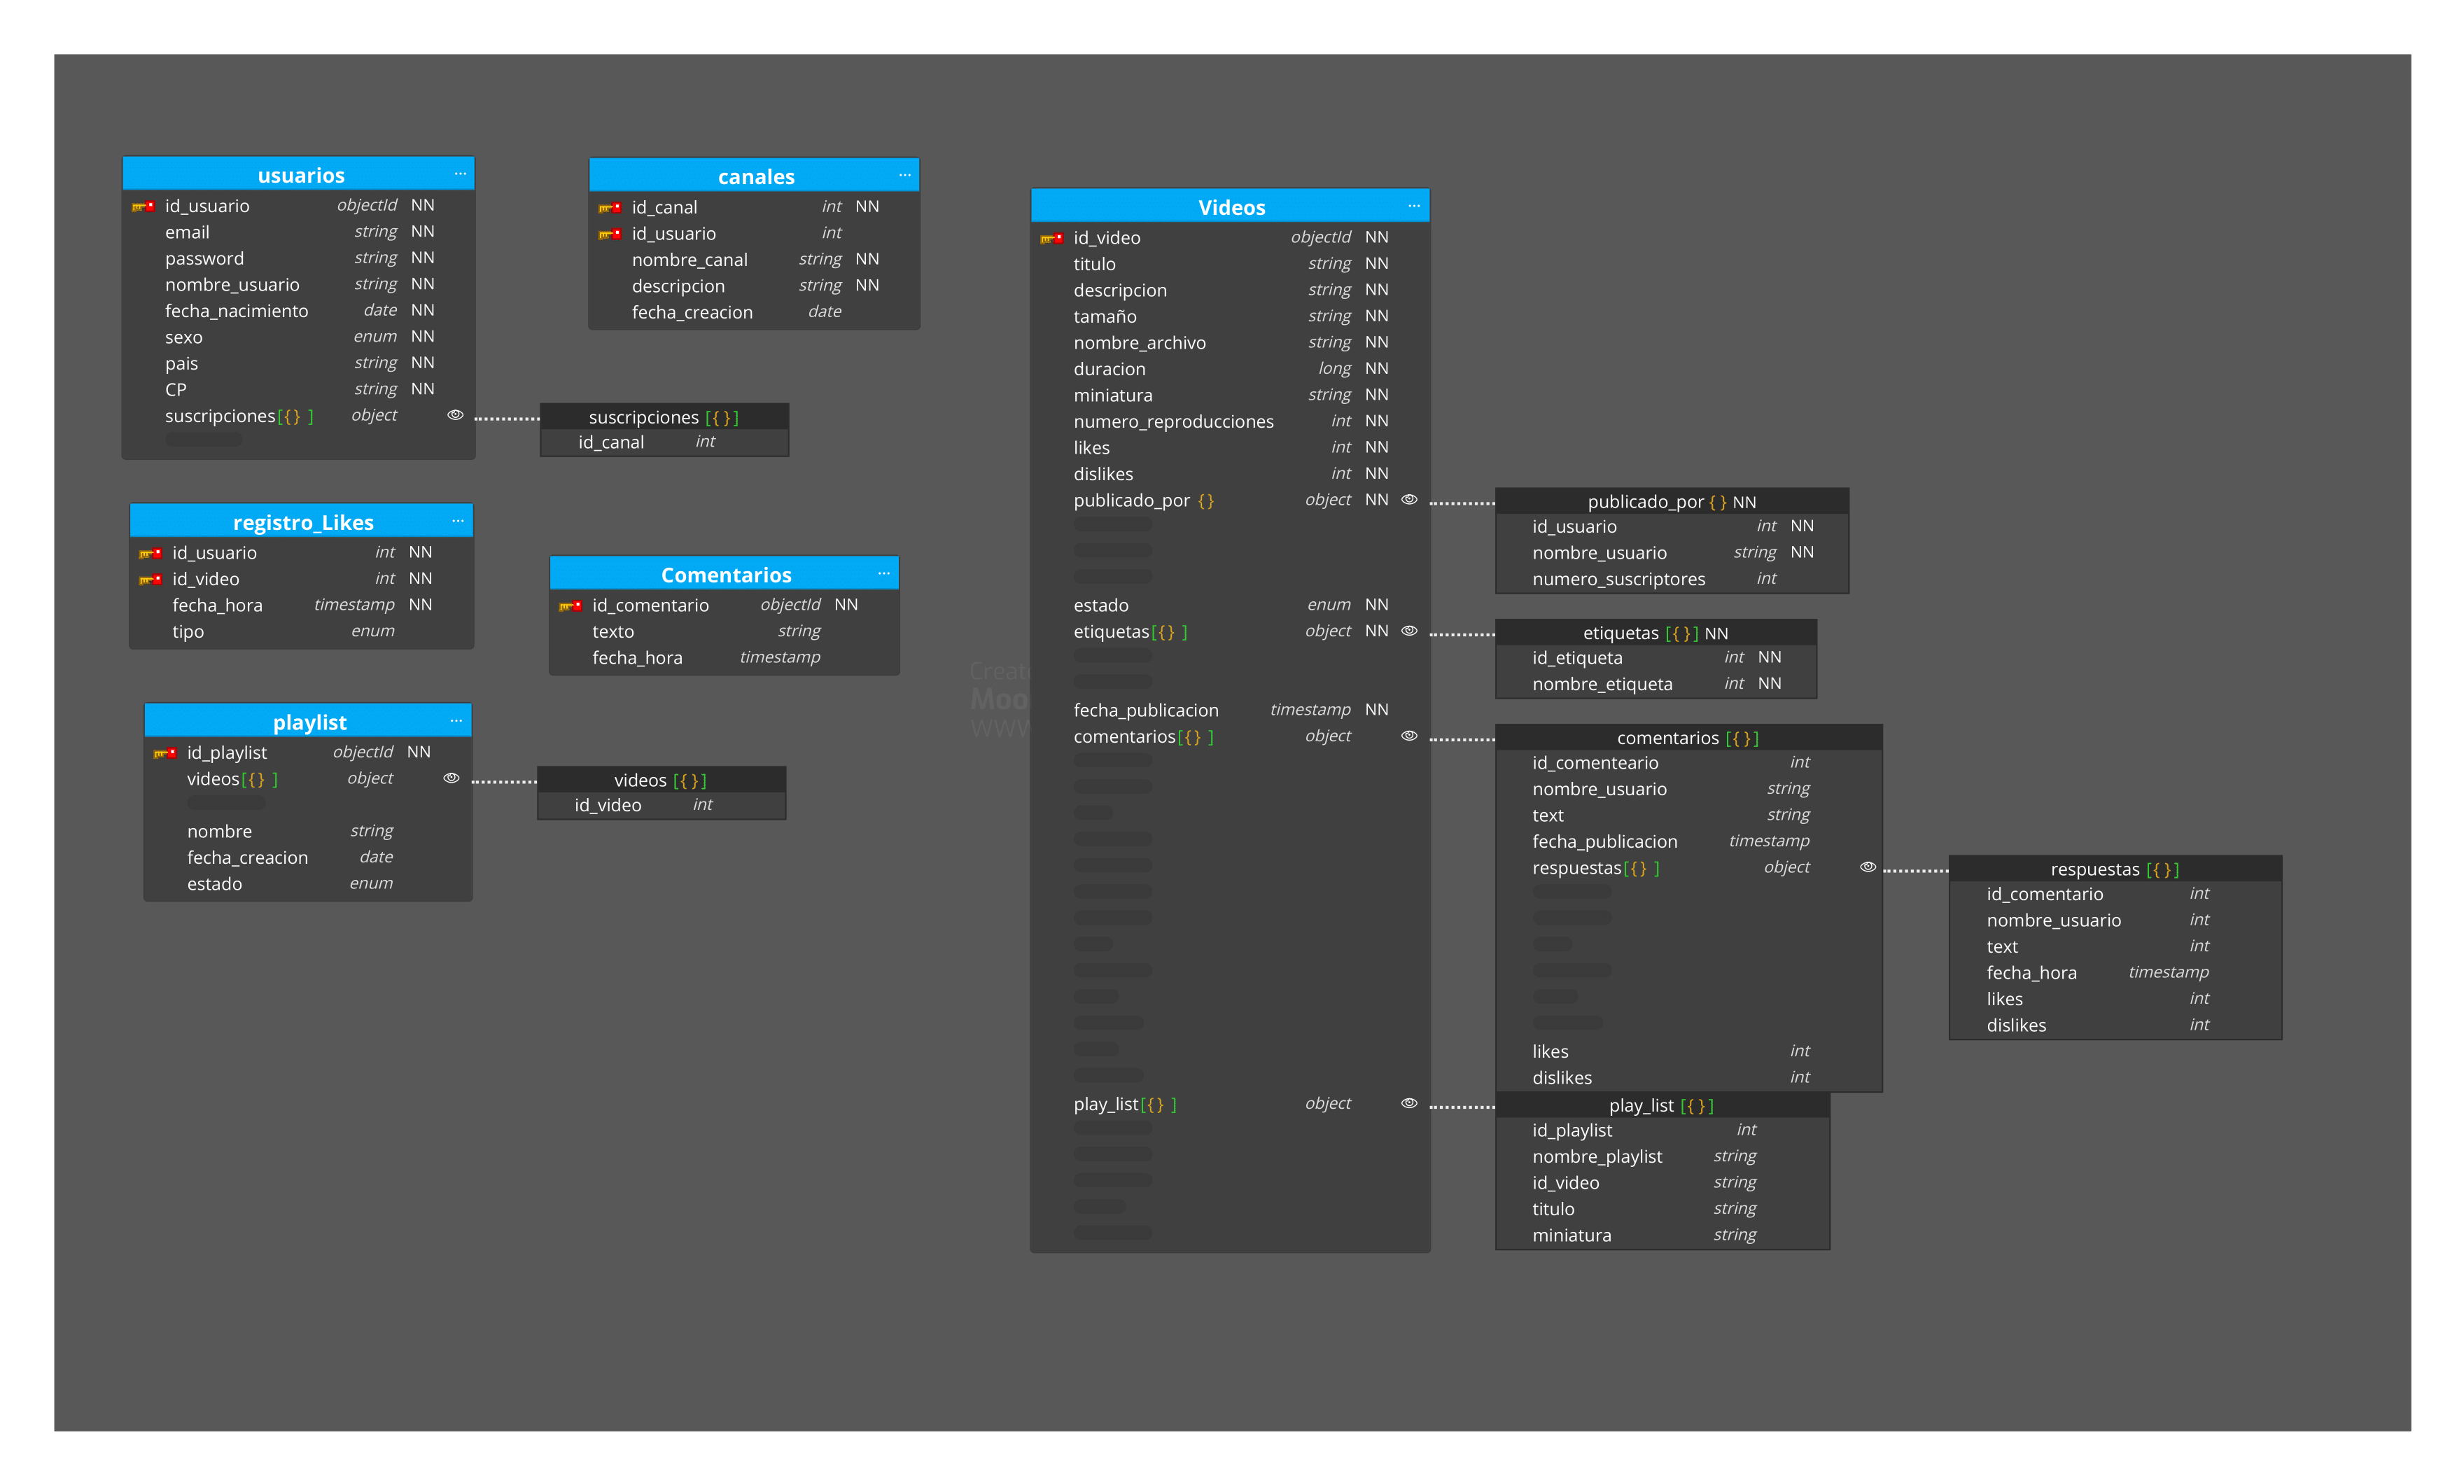 usuarios ...
id_usuario objectId NN
email string NN
password string NN
nombre_usuario string NN
fecha_nacimiento date NN
sexo enum NN
pais string NN
CP string NN
suscripciones[{} ] object
suscripciones [{}]
id_canal int
canales ...
id_canal int NN
id_usuario int
nombre_canal string NN
descripcion string NN
fecha_creacion date
registro_Likes ...
id_usuario int NN
id_video int NN
fecha_hora timestamp NN
tipo enum
Comentarios ...
id_comentario objectId NN
texto string
fecha_hora timestamp
playlist ...
id_playlist objectId NN
videos[{} ] object
nombre string
fecha_creacion date
estado enum
videos [{}]
id_video int
Videos ...
id_video objectId NN
titulo string NN
descripcion string NN
tamaño string NN
nombre_archivo string NN
duracion long NN
miniatura string NN
numero_reproducciones int NN
likes int NN
dislikes int NN
publicado_por {} object NN
estado enum NN
etiquetas[{} ] object NN
fecha_publicacion timestamp NN
comentarios[{} ] object
play_list[{} ] object
publicado_por {} NN
id_usuario int NN
nombre_usuario string NN
numero_suscriptores int
etiquetas [{}] NN
id_etiqueta int NN
nombre_etiqueta int NN
comentarios [{}]
id_comenteario int
nombre_usuario string
text string
fecha_publicacion timestamp
respuestas[{} ] object
likes int
dislikes int
respuestas [{}]
id_comentario int
nombre_usuario int
text int
fecha_hora timestamp
likes int
dislikes int
play_list [{}]
id_playlist int
nombre_playlist string
id_video string
titulo string
miniatura string